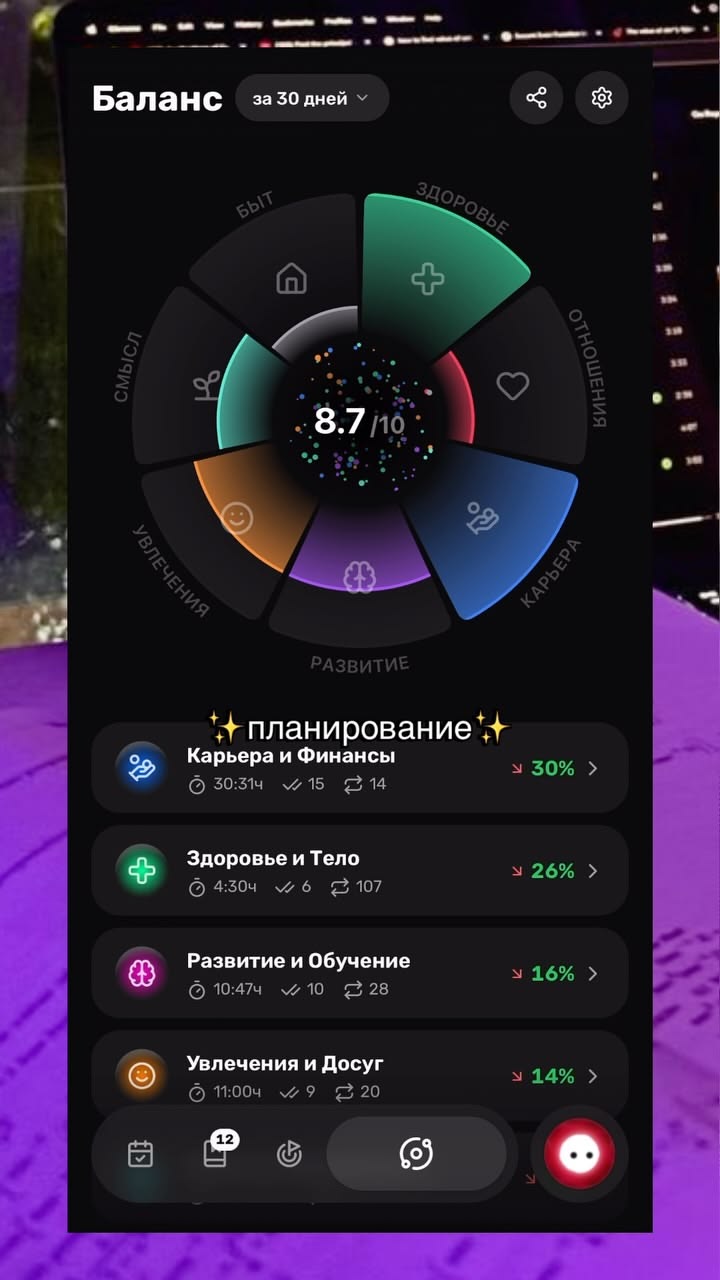 Баланс
за 30 дней
БЫТ
ЗДОРОВЬЕ
СМЫСЛ
ОТНОШЕНИЯ
8.7 /10
УВЛЕЧЕНИЯ
КАРЬЕРА
РАЗВИТИЕ
✨планирование✨
Карьера и Финансы
30:31ч 15 14
30%
Здоровье и Тело
4:30ч 6 107
26%
Развитие и Обучение
10:47ч 10 28
16%
Увлечения и Досуг
11:00ч 9 20
14%
12